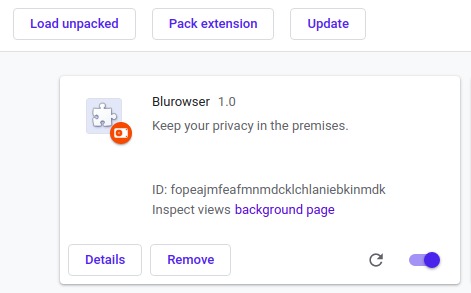 Load unpacked
Pack extension
Update
Blurowser 1.0
Keep your privacy in the premises.
ID: fopeajmfeafmnmdcklchlaniebkinmdk
Inspect views background page
Details
Remove